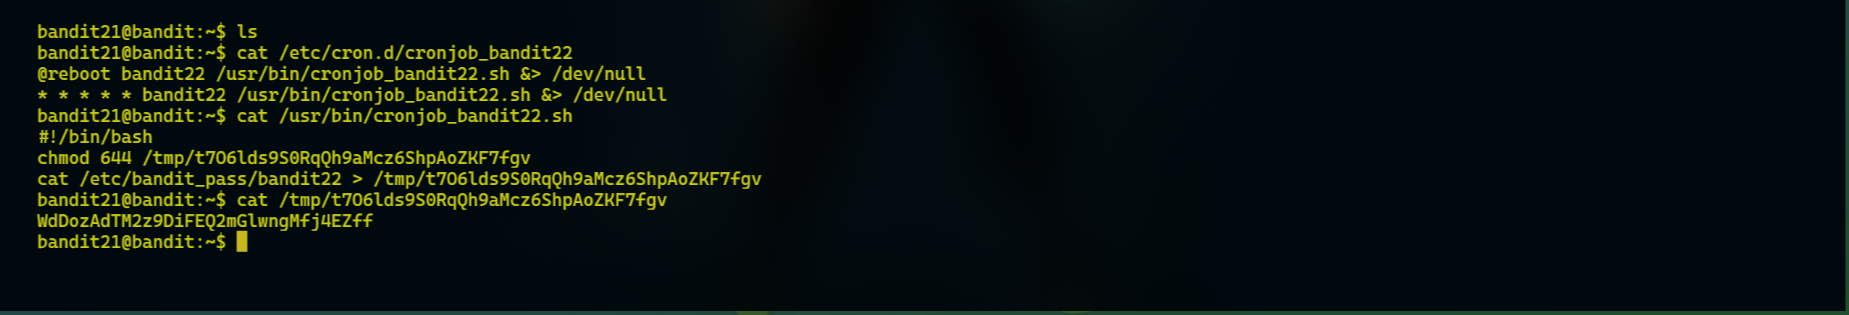 bandit21@bandit:~$ ls
bandit21@bandit:~$ cat /etc/cron.d/cronjob_bandit22
@reboot bandit22 /usr/bin/cronjob_bandit22.sh &> /dev/null
* * * * * bandit22 /usr/bin/cronjob_bandit22.sh &> /dev/null
bandit21@bandit:~$ cat /usr/bin/cronjob_bandit22.sh
#!/bin/bash
chmod 644 /tmp/t7O6lds9S0RqQh9aMcz6ShpAoZKF7fgv
cat /etc/bandit_pass/bandit22 > /tmp/t7O6lds9S0RqQh9aMcz6ShpAoZKF7fgv
bandit21@bandit:~$ cat /tmp/t7O6lds9S0RqQh9aMcz6ShpAoZKF7fgv
WdDozAdTM2z9DiFEQ2mGlwngMfj4EZff
bandit21@bandit:~$